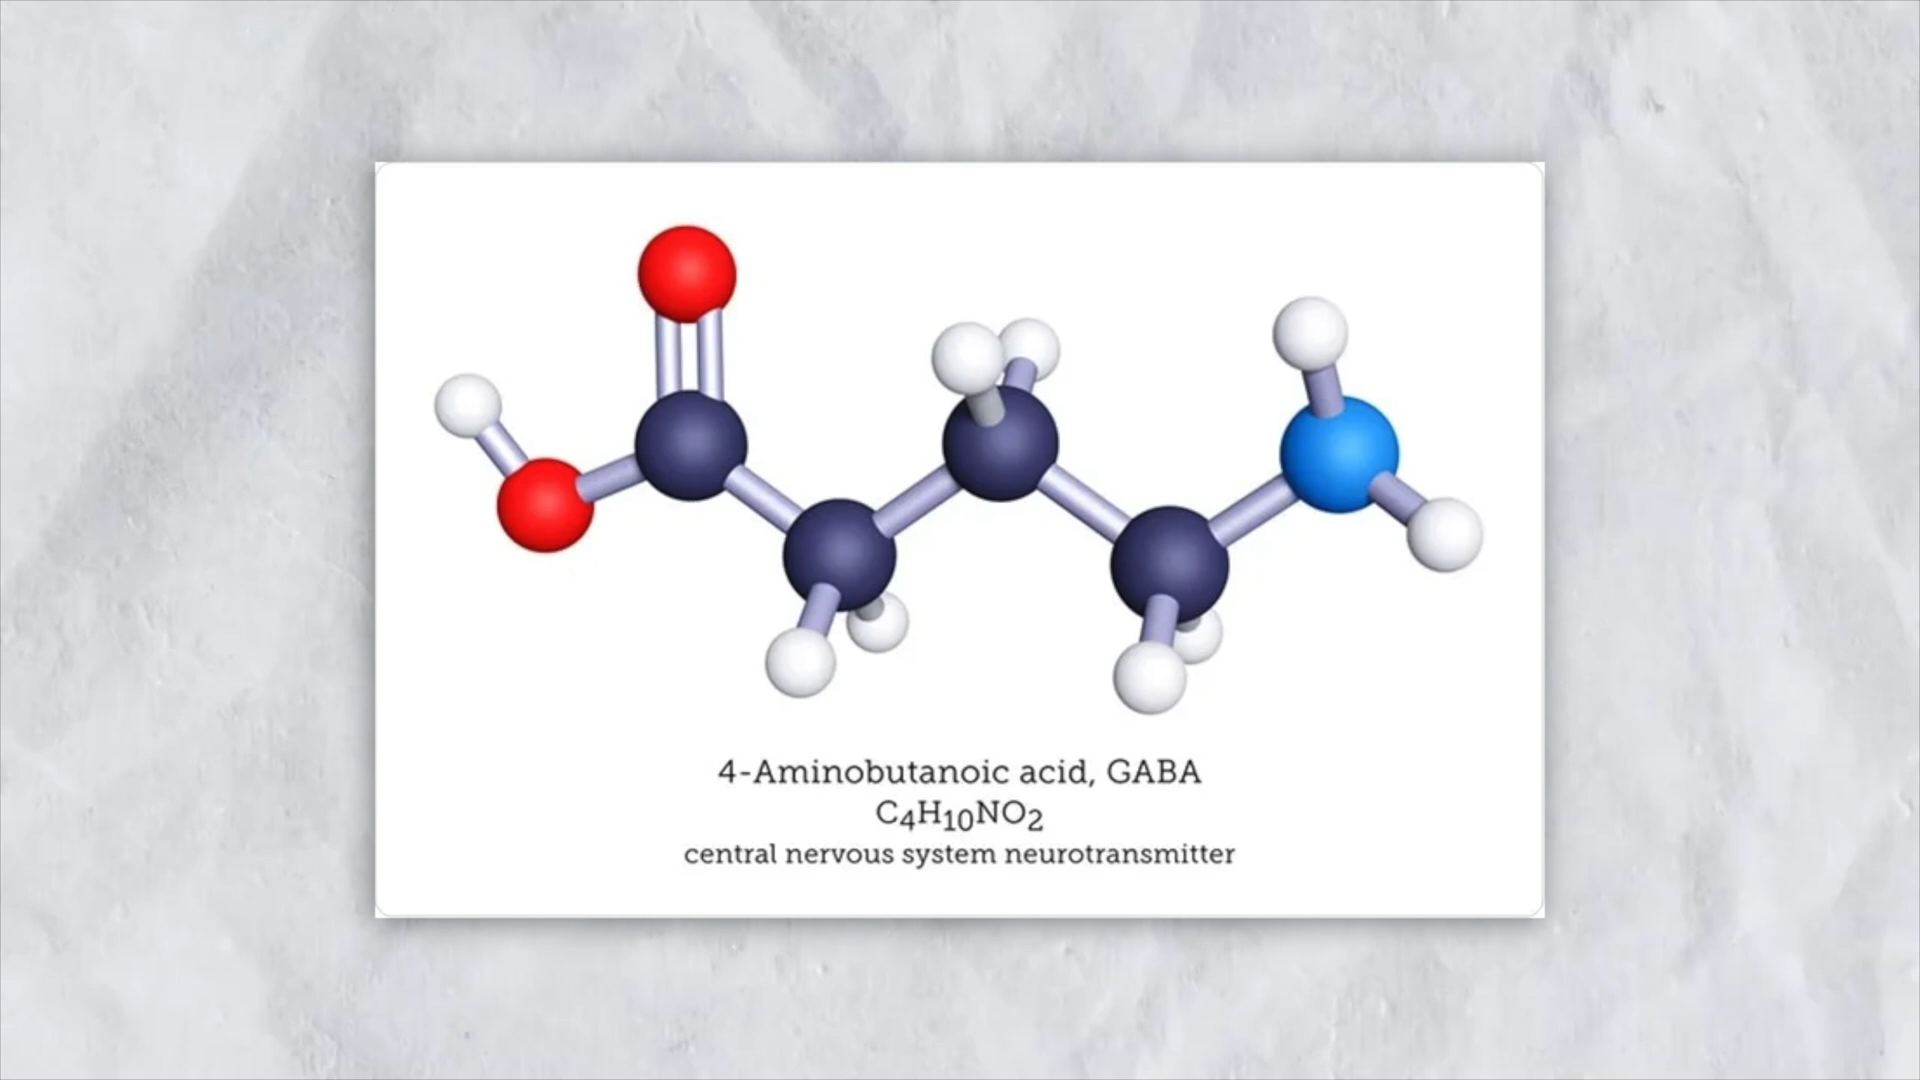 4-Aminobutanoic acid, GABA
C₄H₁₀NO₂
central nervous system neurotransmitter